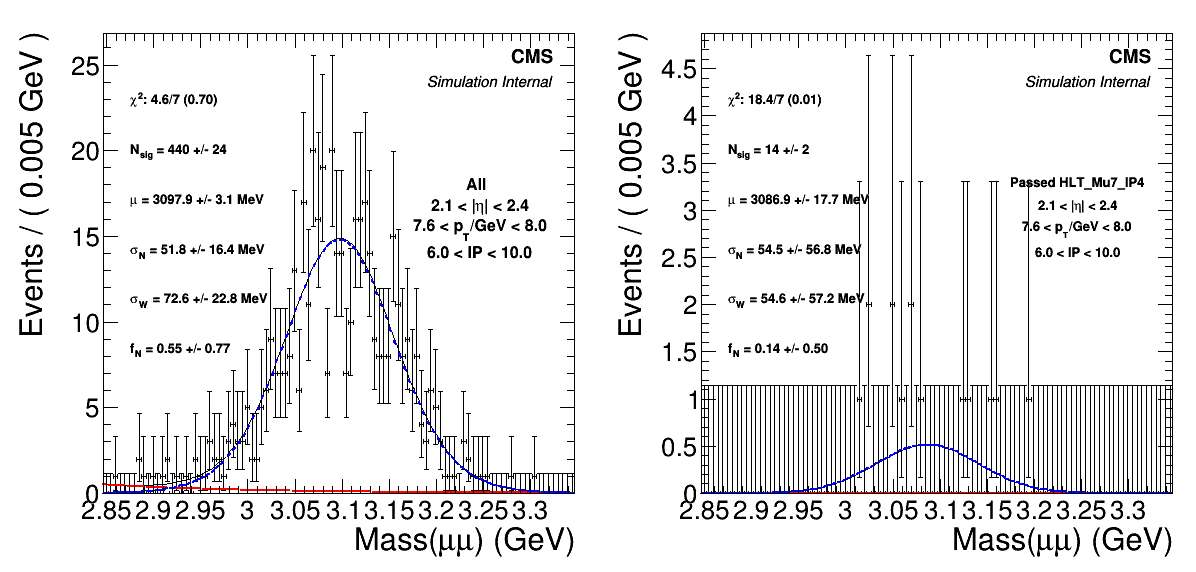 Events / ( 0.005 GeV )
25
20
15
10
5
0
CMS
Simulation Internal
χ²: 4.6/7 (0.70)
N_sig = 440 +/- 24
μ = 3097.9 +/- 3.1 MeV
σ_N = 51.8 +/- 16.4 MeV
σ_W = 72.6 +/- 22.8 MeV
f_N = 0.55 +/- 0.77
All
2.1 < |η| < 2.4
7.6 < p_T/GeV < 8.0
6.0 < IP < 10.0
2.85 2.9 2.95 3 3.05 3.1 3.15 3.2 3.25 3.3
Mass(μμ) (GeV)
Events / ( 0.005 GeV )
4.5
4
3.5
3
2.5
2
1.5
1
0.5
0
CMS
Simulation Internal
χ²: 18.4/7 (0.01)
N_sig = 14 +/- 2
μ = 3086.9 +/- 17.7 MeV
σ_N = 54.5 +/- 56.8 MeV
σ_W = 54.6 +/- 57.2 MeV
f_N = 0.14 +/- 0.50
Passed HLT_Mu7_IP4
2.1 < |η| < 2.4
7.6 < p_T/GeV < 8.0
6.0 < IP < 10.0
2.85 2.9 2.95 3 3.05 3.1 3.15 3.2 3.25 3.3
Mass(μμ) (GeV)